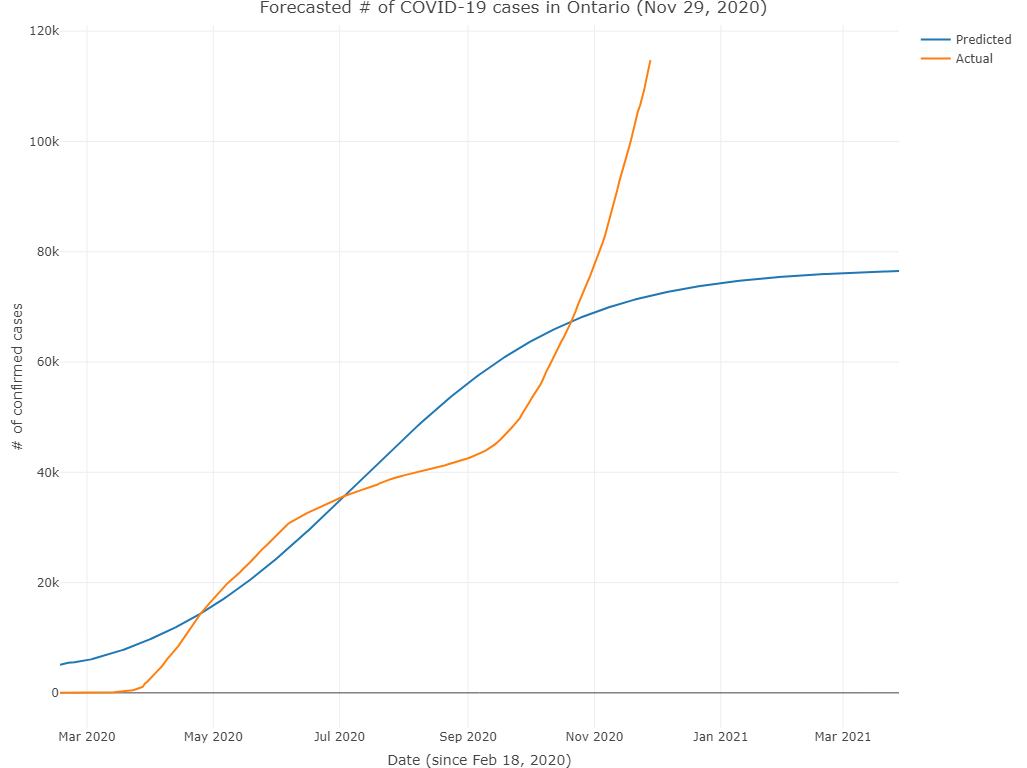 Forecasted # of COVID-19 cases in Ontario (Nov 29, 2020)
Predicted
Actual
120k
100k
80k
60k
40k
20k
0
# of confirmed cases
Mar 2020
May 2020
Jul 2020
Sep 2020
Nov 2020
Jan 2021
Mar 2021
Date (since Feb 18, 2020)